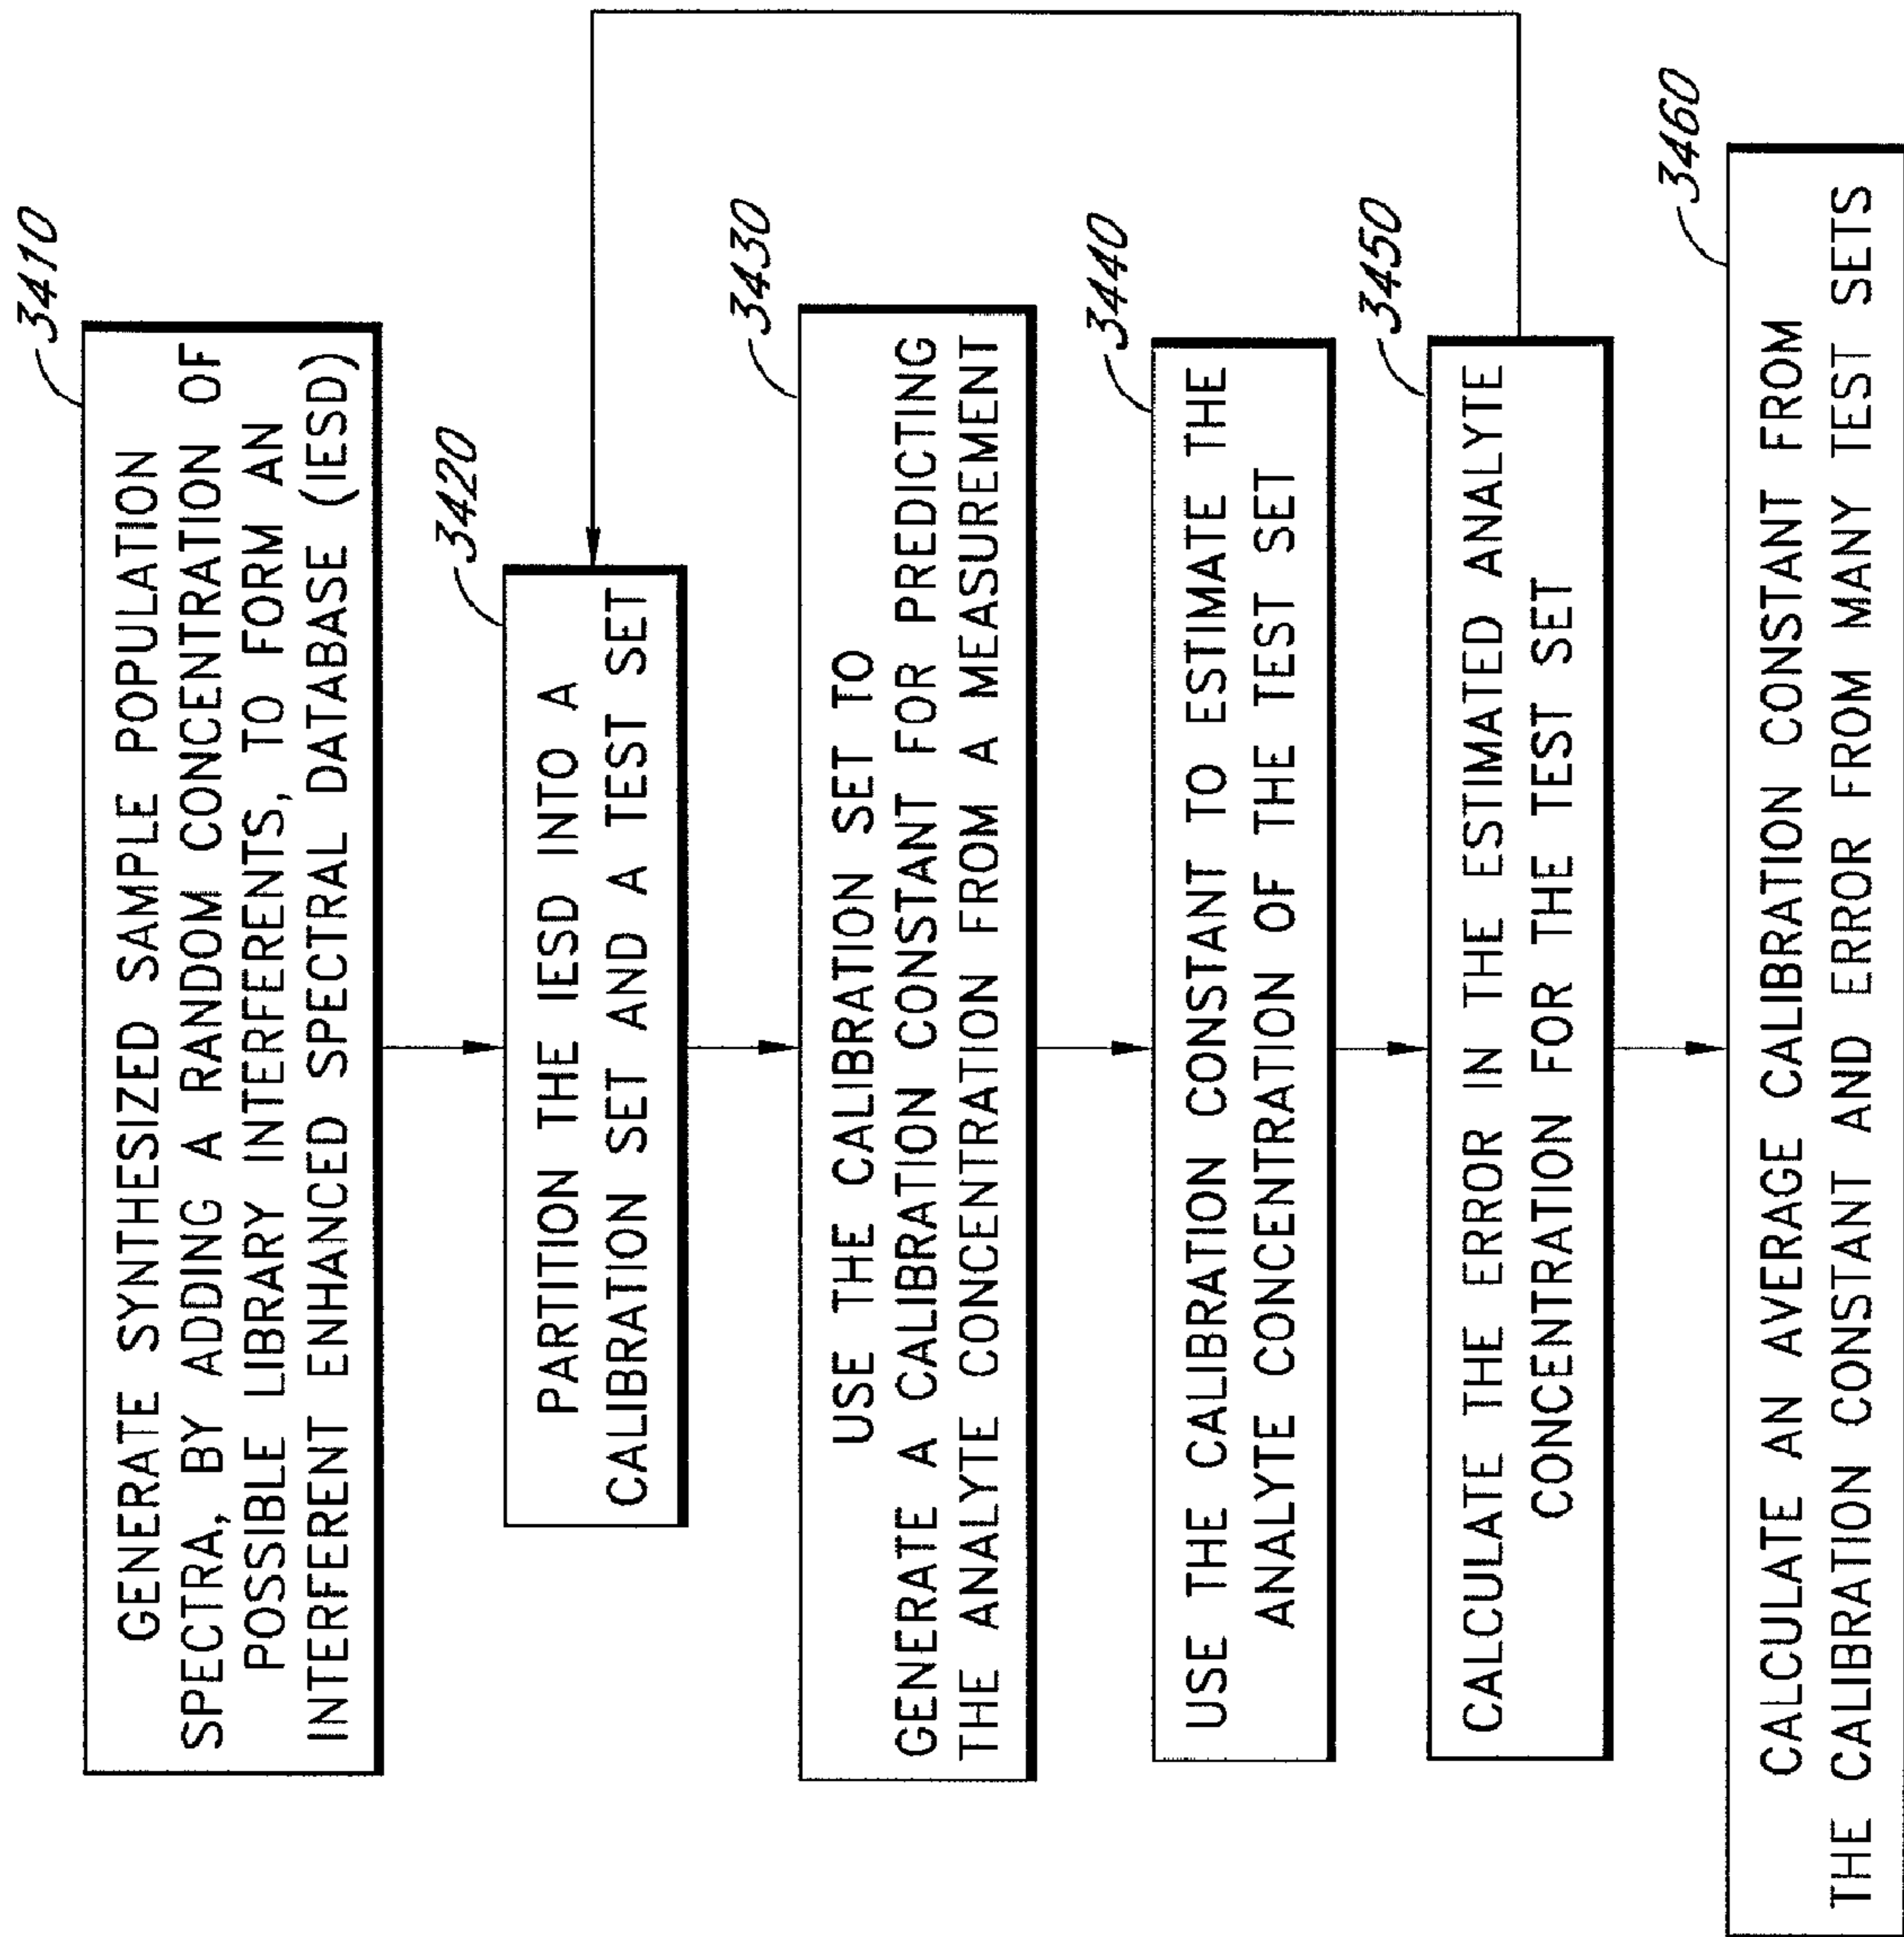 3410
GENERATE SYNTHESIZED SAMPLE POPULATION
SPECTRA, BY ADDING A RANDOM CONCENTRATION OF
POSSIBLE LIBRARY INTERFERENTS, TO FORM AN
INTERFERENT ENHANCED SPECTRAL DATABASE (IESD)
3420
PARTITION THE IESD INTO A
CALIBRATION SET AND A TEST SET
3430
USE THE CALIBRATION SET TO
GENERATE A CALIBRATION CONSTANT FOR PREDICTING
THE ANALYTE CONCENTRATION FROM A MEASUREMENT
3440
USE THE CALIBRATION CONSTANT TO ESTIMATE THE
ANALYTE CONCENTRATION OF THE TEST SET
3450
CALCULATE THE ERROR IN THE ESTIMATED ANALYTE
CONCENTRATION FOR THE TEST SET
3460
CALCULATE AN AVERAGE CALIBRATION CONSTANT FROM
THE CALIBRATION CONSTANT AND ERROR FROM MANY TEST SETS